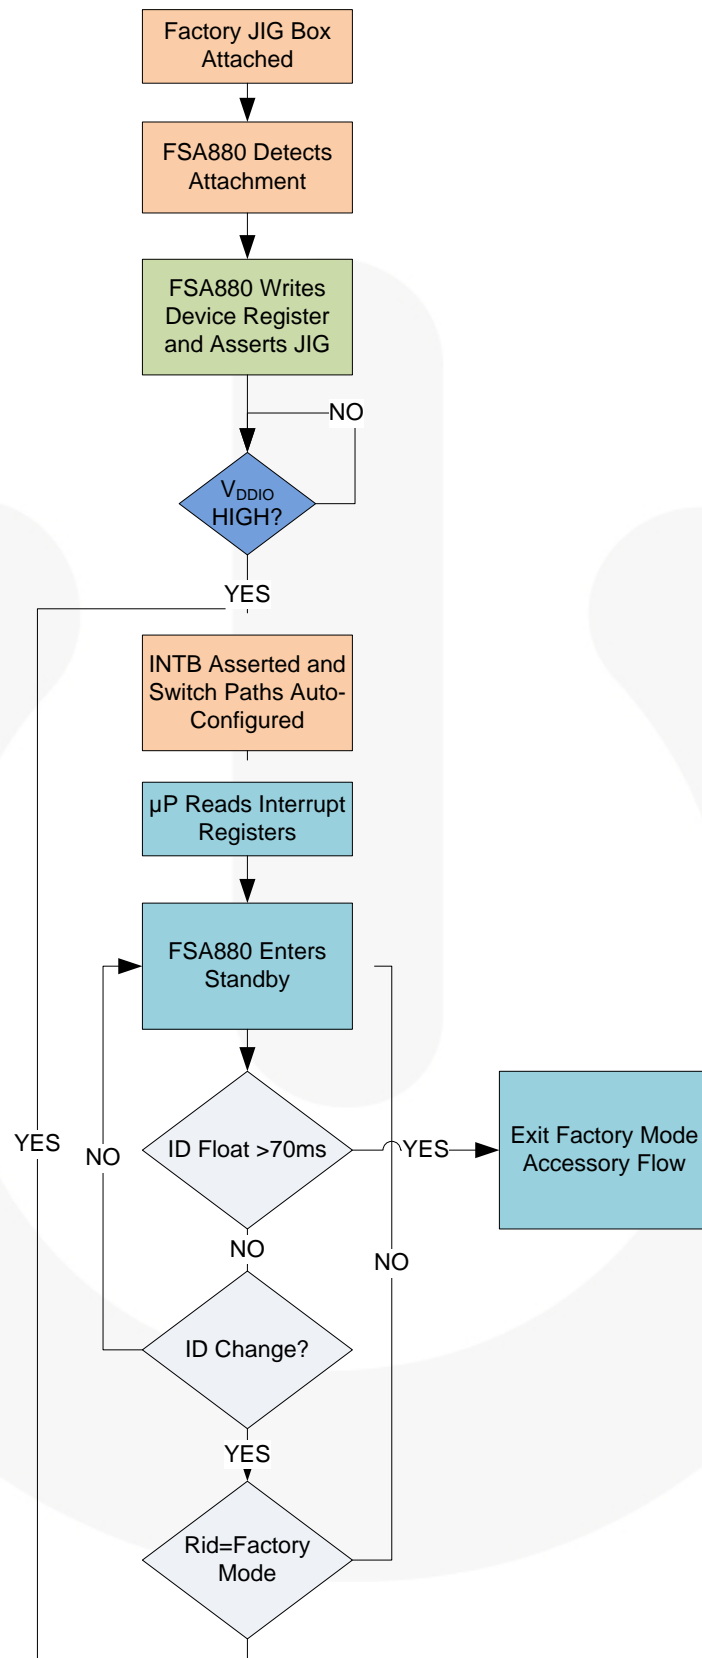 Factory JIG Box
Attached
FSA880 Detects
Attachment
FSA880 Writes
Device Register
and Asserts JIG
NO
VDDIO
HIGH?
YES
INTB Asserted and
Switch Paths Auto-
Configured
µP Reads Interrupt
Registers
FSA880 Enters
Standby
YES
NO
ID Float >70ms
YES
Exit Factory Mode
Accessory Flow
NO
NO
ID Change?
YES
Rid=Factory
Mode